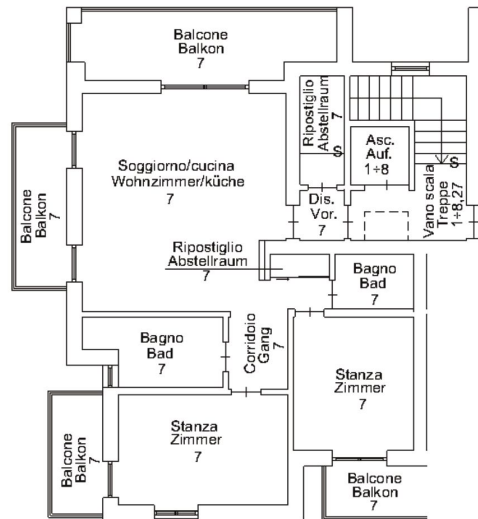 Balcone
Balkon
7
Ripostiglio
Abstellraum
7
S
Asc.
Auf.
1÷8
Vano scala
Treppe
1÷8,27
S
Soggiorno/cucina
Wohnzimmer/küche
7
Balcone
Balkon
7
Dis.
Vor.
7
Ripostiglio
Abstellraum
7
Bagno
Bad
7
Bagno
Bad
7
Corridoio
Gang
7
Stanza
Zimmer
7
Stanza
Zimmer
7
Balcone
Balkon
7
Balcone
Balkon
7